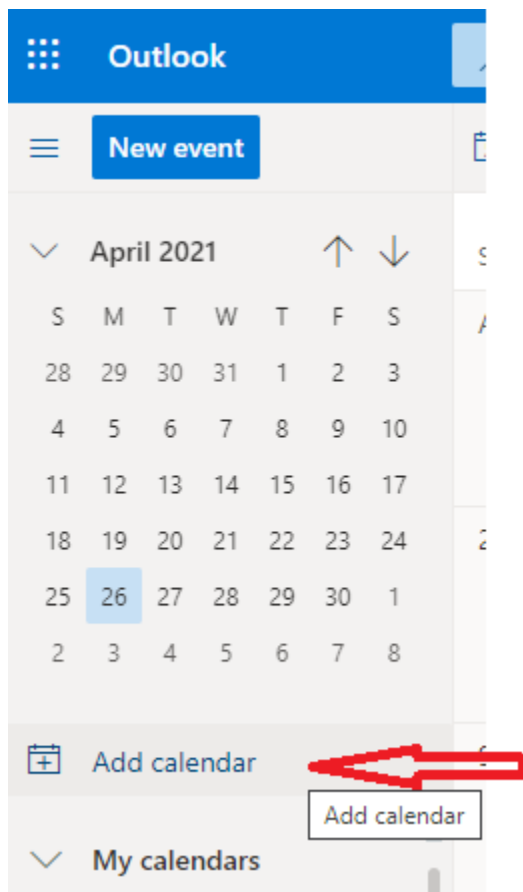 Outlook
New event
April 2021
S M T W T F S
28 29 30 31 1 2 3
4 5 6 7 8 9 10
11 12 13 14 15 16 17
18 19 20 21 22 23 24
25 26 27 28 29 30 1
2 3 4 5 6 7 8
Add calendar
Add calendar
My calendars